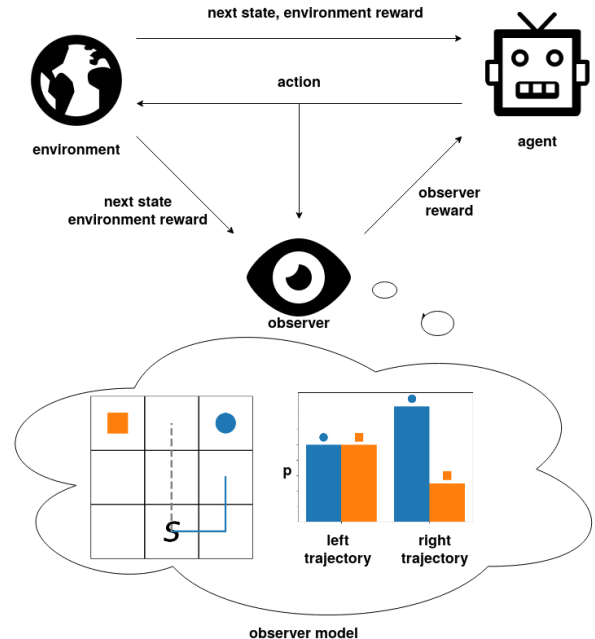 next state, environment reward
action
environment
agent
next state
environment reward
observer
reward
observer
S
p
left
trajectory
right
trajectory
observer model